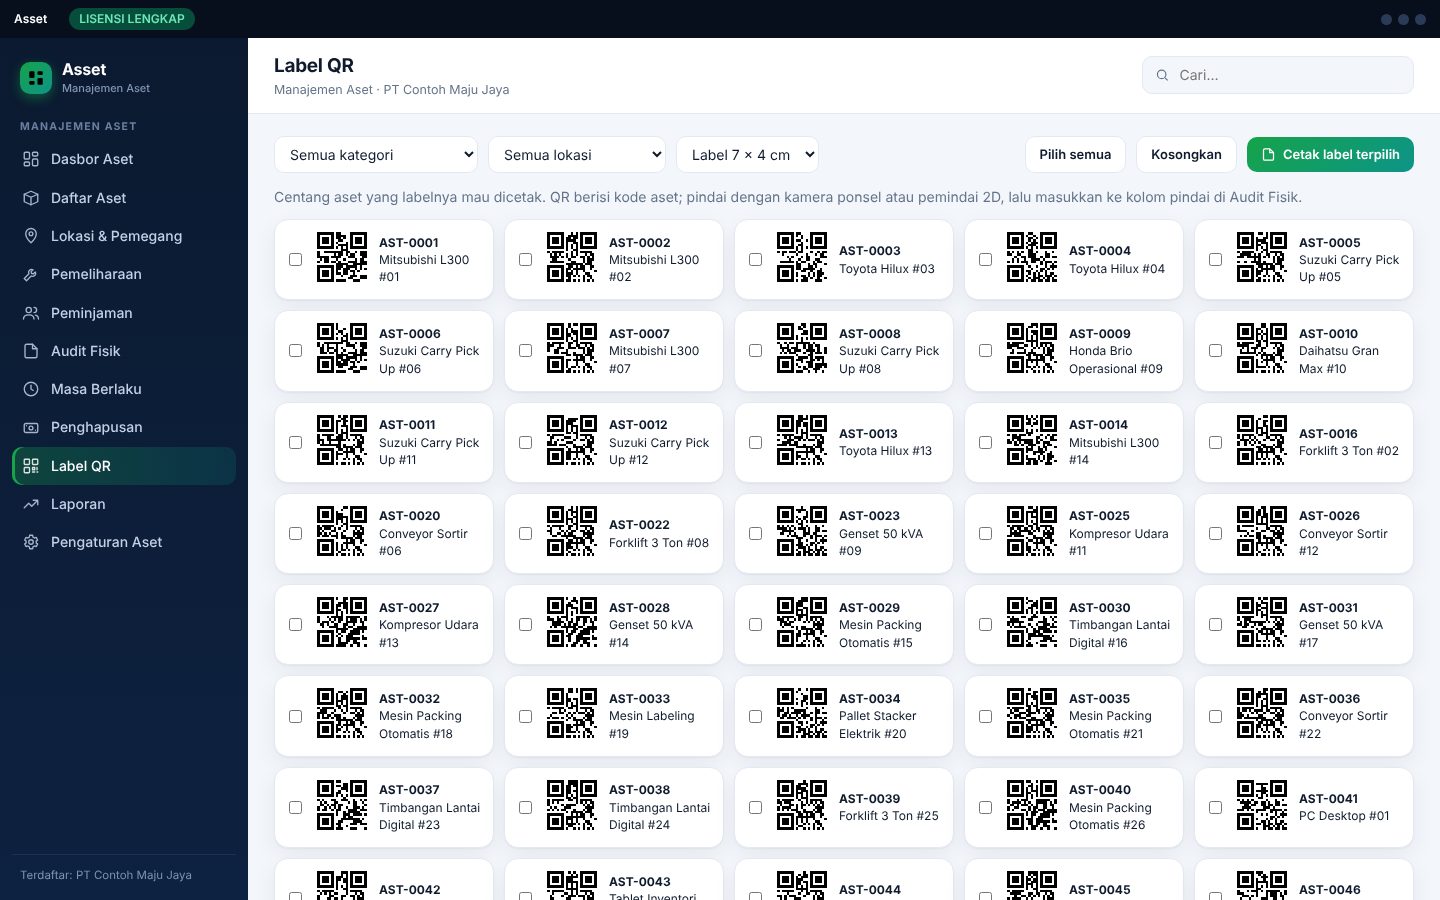 Asset
LISENSI LENGKAP
Asset
Manajemen Aset
MANAJEMEN ASET
Dasbor Aset
Daftar Aset
Lokasi & Pemegang
Pemeliharaan
Peminjaman
Audit Fisik
Masa Berlaku
Penghapusan
Label QR
Laporan
Pengaturan Aset
Terdaftar: PT Contoh Maju Jaya
Label QR
Manajemen Aset · PT Contoh Maju Jaya
Cari...
Semua kategori
Semua lokasi
Label 7 × 4 cm
Pilih semua
Kosongkan
Cetak label terpilih
Centang aset yang labelnya mau dicetak. QR berisi kode aset; pindai dengan kamera ponsel atau pemindai 2D, lalu masukkan ke kolom pindai di Audit Fisik.
AST-0001
Mitsubishi L300
#01
AST-0002
Mitsubishi L300
#02
AST-0003
Toyota Hilux #03
AST-0004
Toyota Hilux #04
AST-0005
Suzuki Carry Pick
Up #05
AST-0006
Suzuki Carry Pick
Up #06
AST-0007
Mitsubishi L300
#07
AST-0008
Suzuki Carry Pick
Up #08
AST-0009
Honda Brio
Operasional #09
AST-0010
Daihatsu Gran
Max #10
AST-0011
Suzuki Carry Pick
Up #11
AST-0012
Suzuki Carry Pick
Up #12
AST-0013
Toyota Hilux #13
AST-0014
Mitsubishi L300
#14
AST-0016
Forklift 3 Ton #02
AST-0020
Conveyor Sortir
#06
AST-0022
Forklift 3 Ton #08
AST-0023
Genset 50 kVA
#09
AST-0025
Kompresor Udara
#11
AST-0026
Conveyor Sortir
#12
AST-0027
Kompresor Udara
#13
AST-0028
Genset 50 kVA
#14
AST-0029
Mesin Packing
Otomatis #15
AST-0030
Timbangan Lantai
Digital #16
AST-0031
Genset 50 kVA
#17
AST-0032
Mesin Packing
Otomatis #18
AST-0033
Mesin Labeling
#19
AST-0034
Pallet Stacker
Elektrik #20
AST-0035
Mesin Packing
Otomatis #21
AST-0036
Conveyor Sortir
#22
AST-0037
Timbangan Lantai
Digital #23
AST-0038
Timbangan Lantai
Digital #24
AST-0039
Forklift 3 Ton #25
AST-0040
Mesin Packing
Otomatis #26
AST-0041
PC Desktop #01
AST-0042
AST-0043
Tablet Inventori
AST-0044
AST-0045
AST-0046